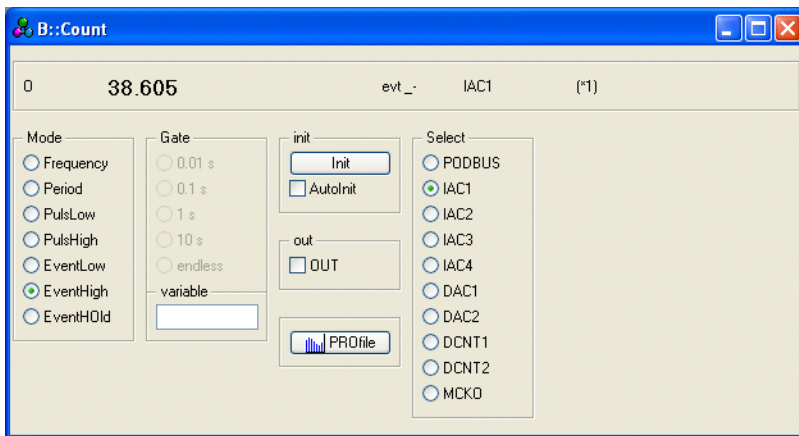 B::Count
0 38.605 evt _- IAC1 (*1)
Mode
Frequency
Period
PulsLow
PulsHigh
EventLow
EventHigh
EventHOld
Gate
0.01 s
0.1 s
1 s
10 s
endless
variable
init
Init
AutoInit
out
OUT
PROfile
Select
PODBUS
IAC1
IAC2
IAC3
IAC4
DAC1
DAC2
DCNT1
DCNT2
MCKO